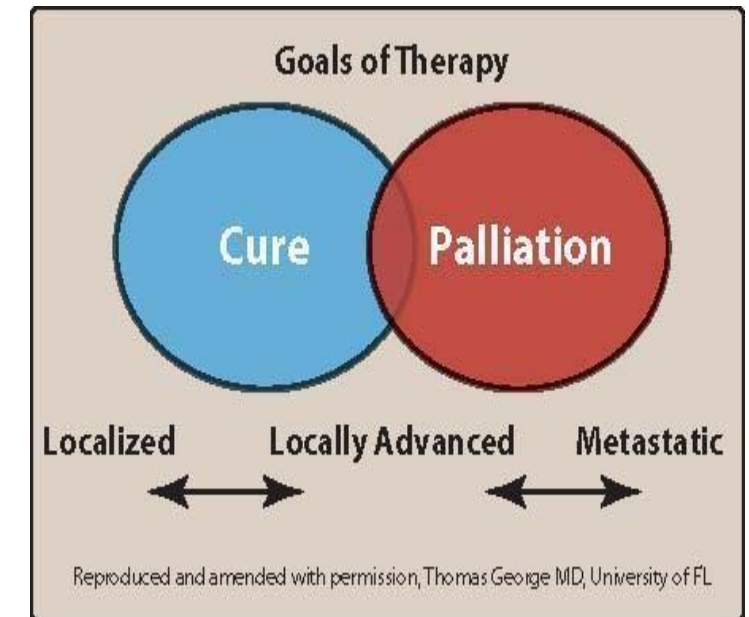 Goals of Therapy
Cure Palliation
Localized Locally Advanced Metastatic
Reproduced and amended with permission, Thomas George MD, University of FL